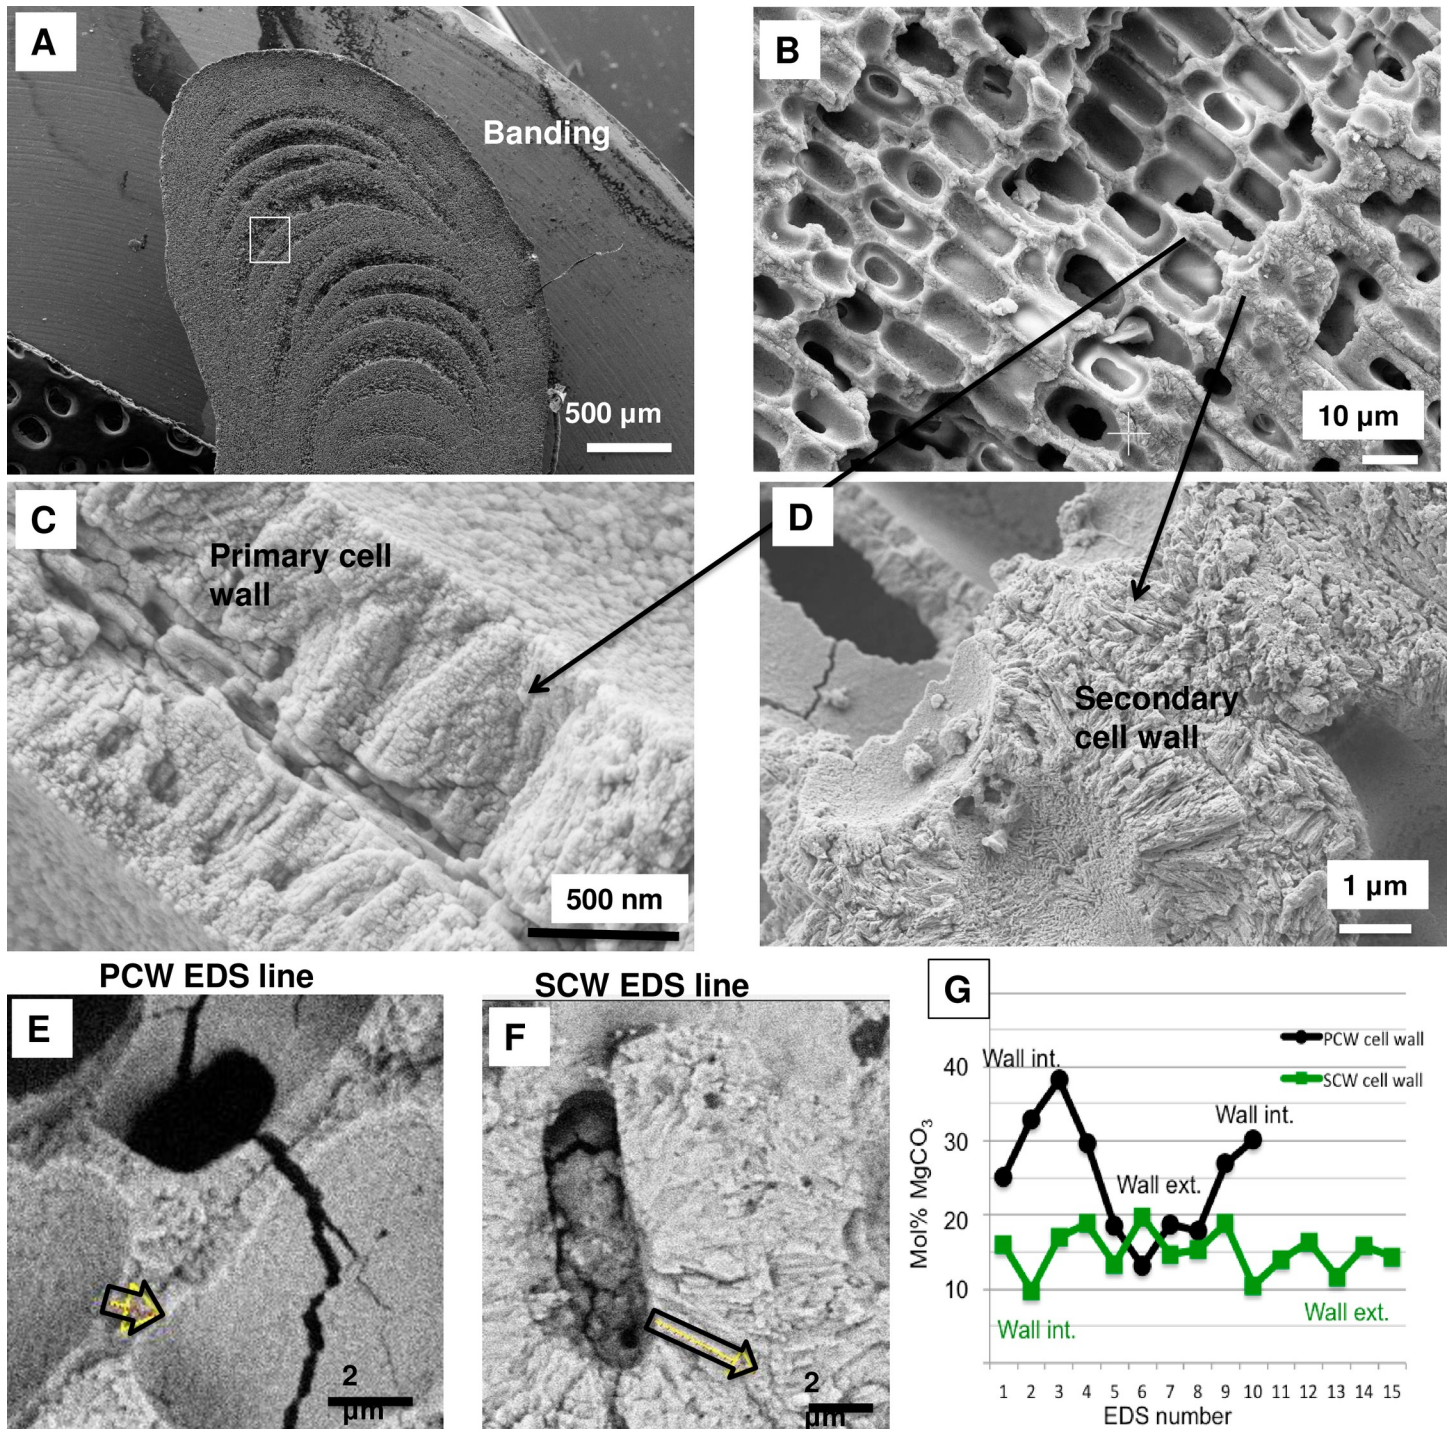 A
Banding
500 µm
B
10 µm
C
Primary cell
wall
500 nm
D
Secondary
cell wall
1 µm
PCW EDS line
E
2
µm
SCW EDS line
F
2
µm
G
PCW cell wall
SCW cell wall
Wall int.
Wall int.
Wall ext.
Wall int.
Wall ext.
Mol% MgCO3
40
30
20
10
1 2 3 4 5 6 7 8 9 10 11 12 13 14 15
EDS number